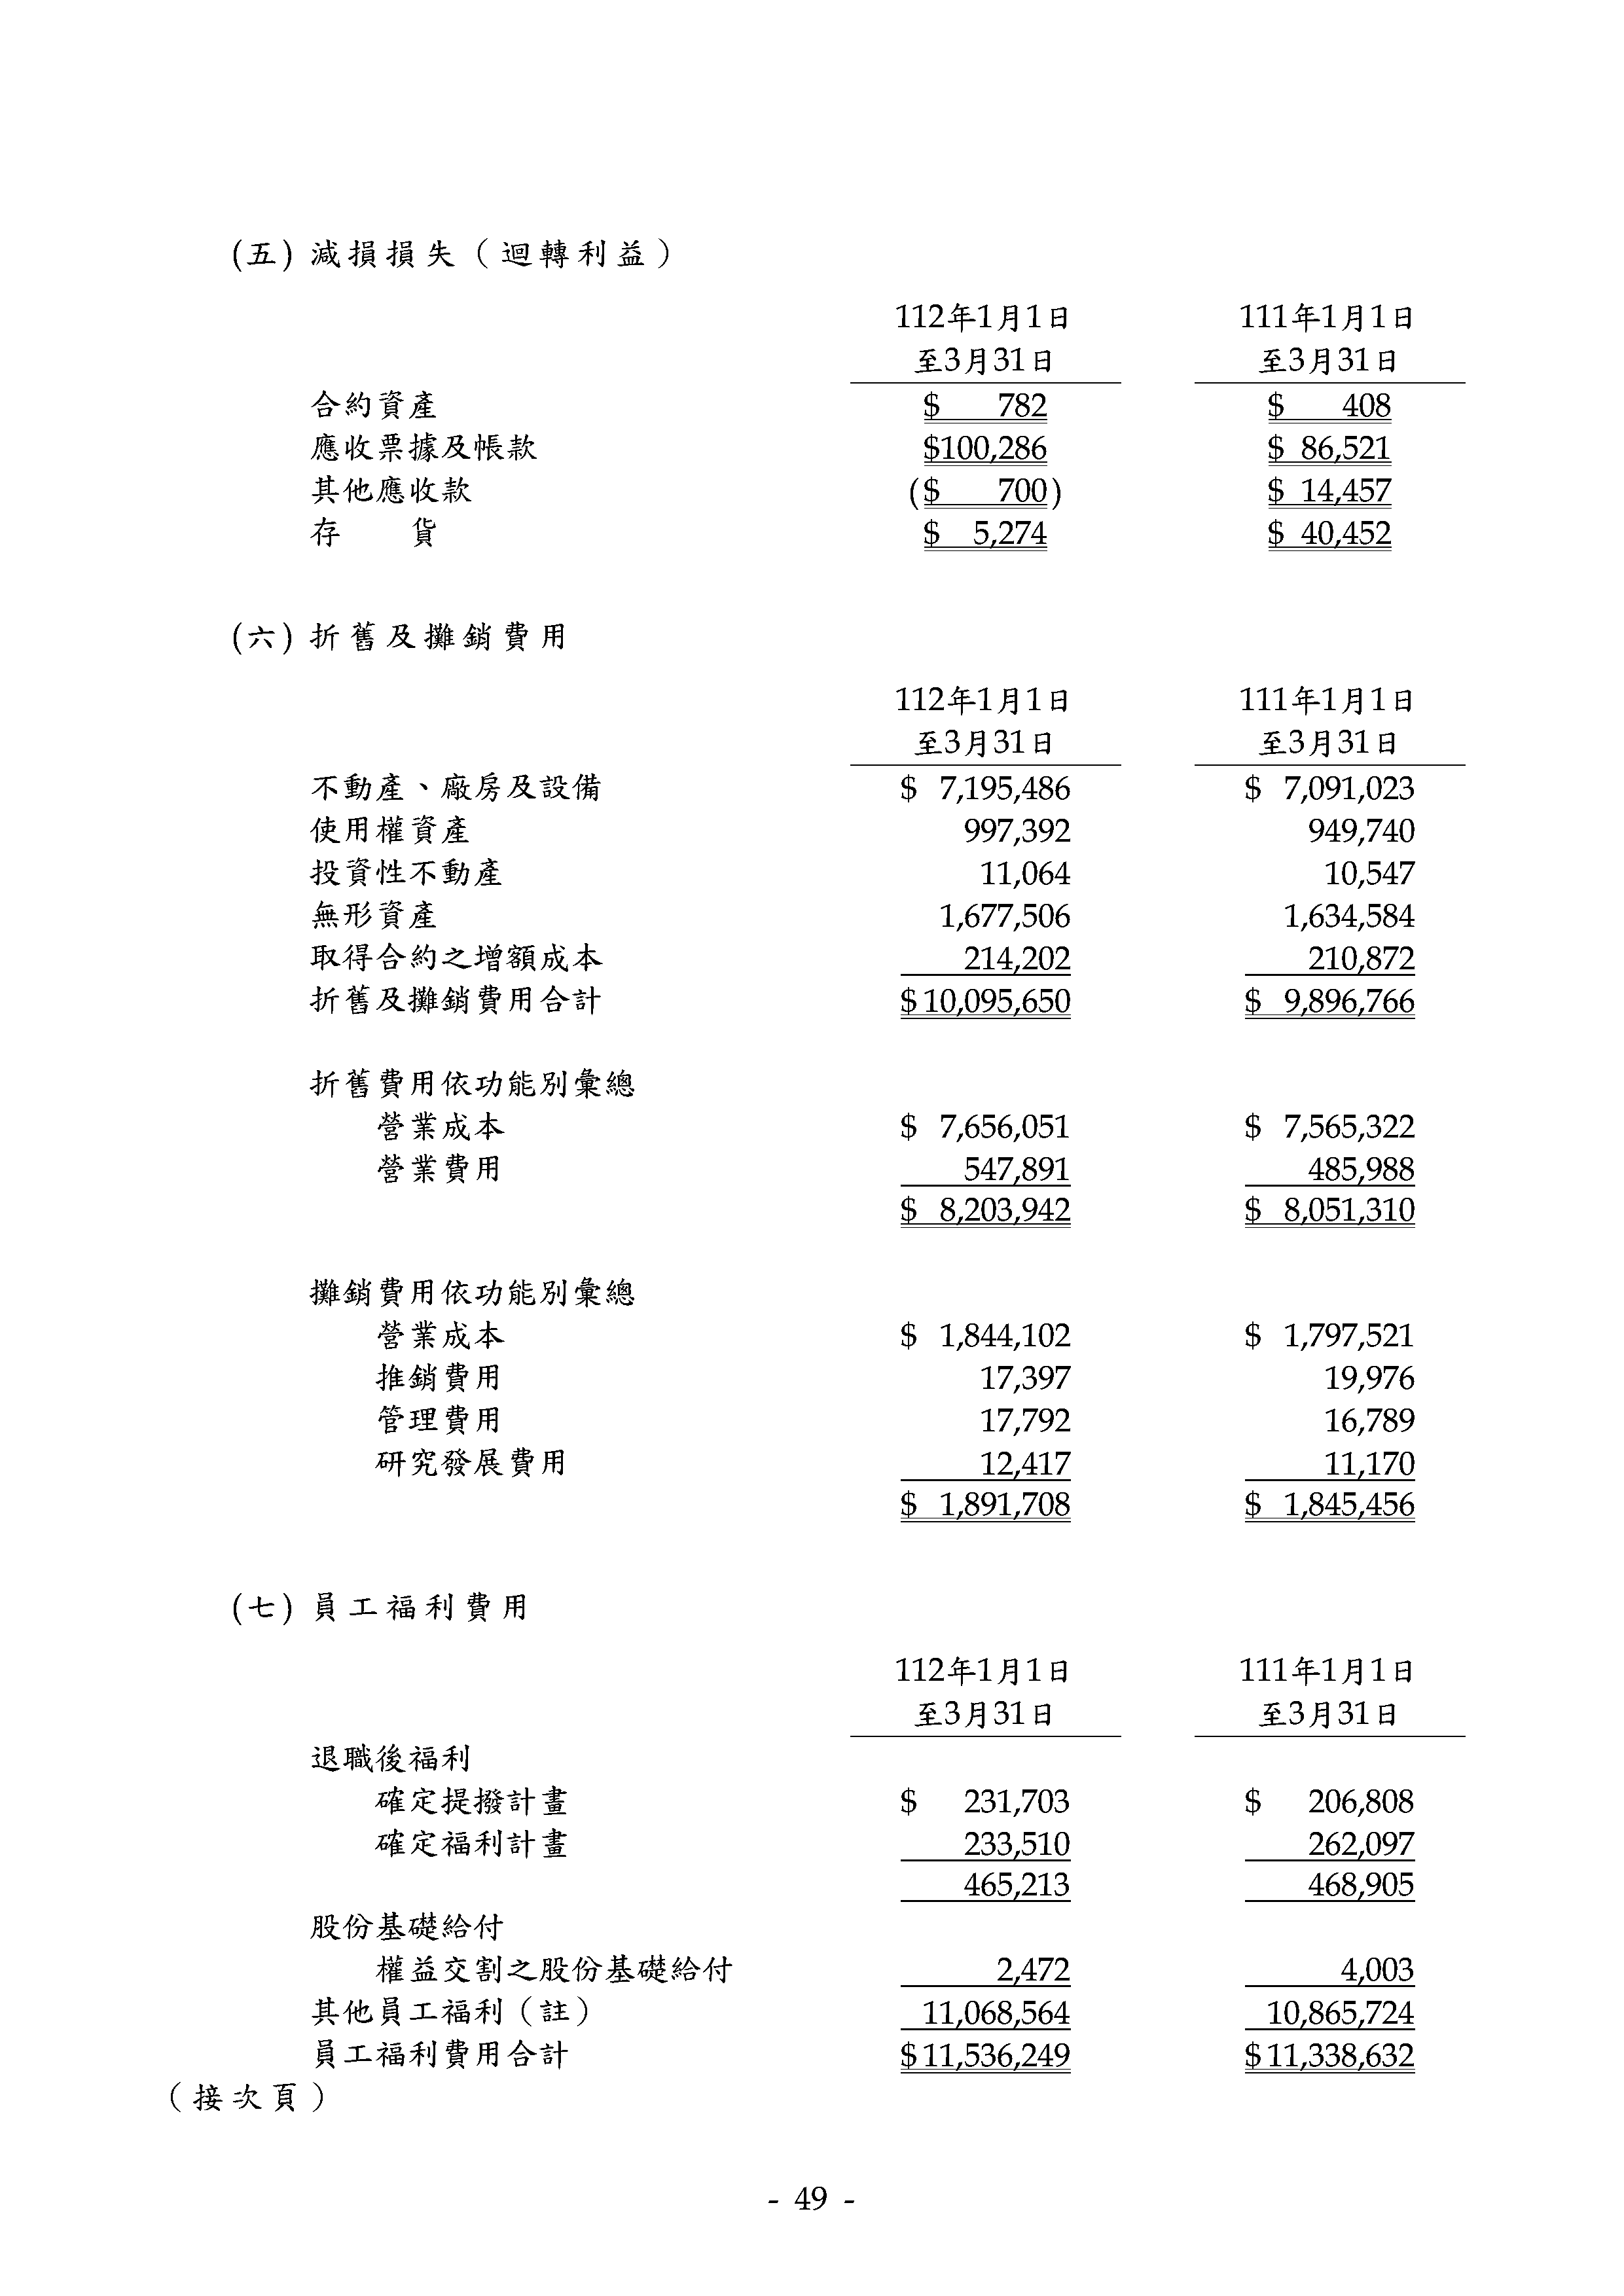 (五) 減損損失（迴轉利益）
112年1月1日 111年1月1日
至3月31日 至3月31日
合約資產 $ 782 $ 408
應收票據及帳款 $100,286 $ 86,521
其他應收款 ($ 700) $ 14,457
存　　貨 $ 5,274 $ 40,452
(六) 折舊及攤銷費用
112年1月1日 111年1月1日
至3月31日 至3月31日
不動產、廠房及設備 $ 7,195,486 $ 7,091,023
使用權資產 997,392 949,740
投資性不動產 11,064 10,547
無形資產 1,677,506 1,634,584
取得合約之增額成本 214,202 210,872
折舊及攤銷費用合計 $10,095,650 $ 9,896,766
折舊費用依功能別彙總
營業成本 $ 7,656,051 $ 7,565,322
營業費用 547,891 485,988
$ 8,203,942 $ 8,051,310
攤銷費用依功能別彙總
營業成本 $ 1,844,102 $ 1,797,521
推銷費用 17,397 19,976
管理費用 17,792 16,789
研究發展費用 12,417 11,170
$ 1,891,708 $ 1,845,456
(七) 員工福利費用
112年1月1日 111年1月1日
至3月31日 至3月31日
退職後福利
確定提撥計畫 $ 231,703 $ 206,808
確定福利計畫 233,510 262,097
465,213 468,905
股份基礎給付
權益交割之股份基礎給付 2,472 4,003
其他員工福利（註） 11,068,564 10,865,724
員工福利費用合計 $11,536,249 $11,338,632
（接次頁）
- 49 -